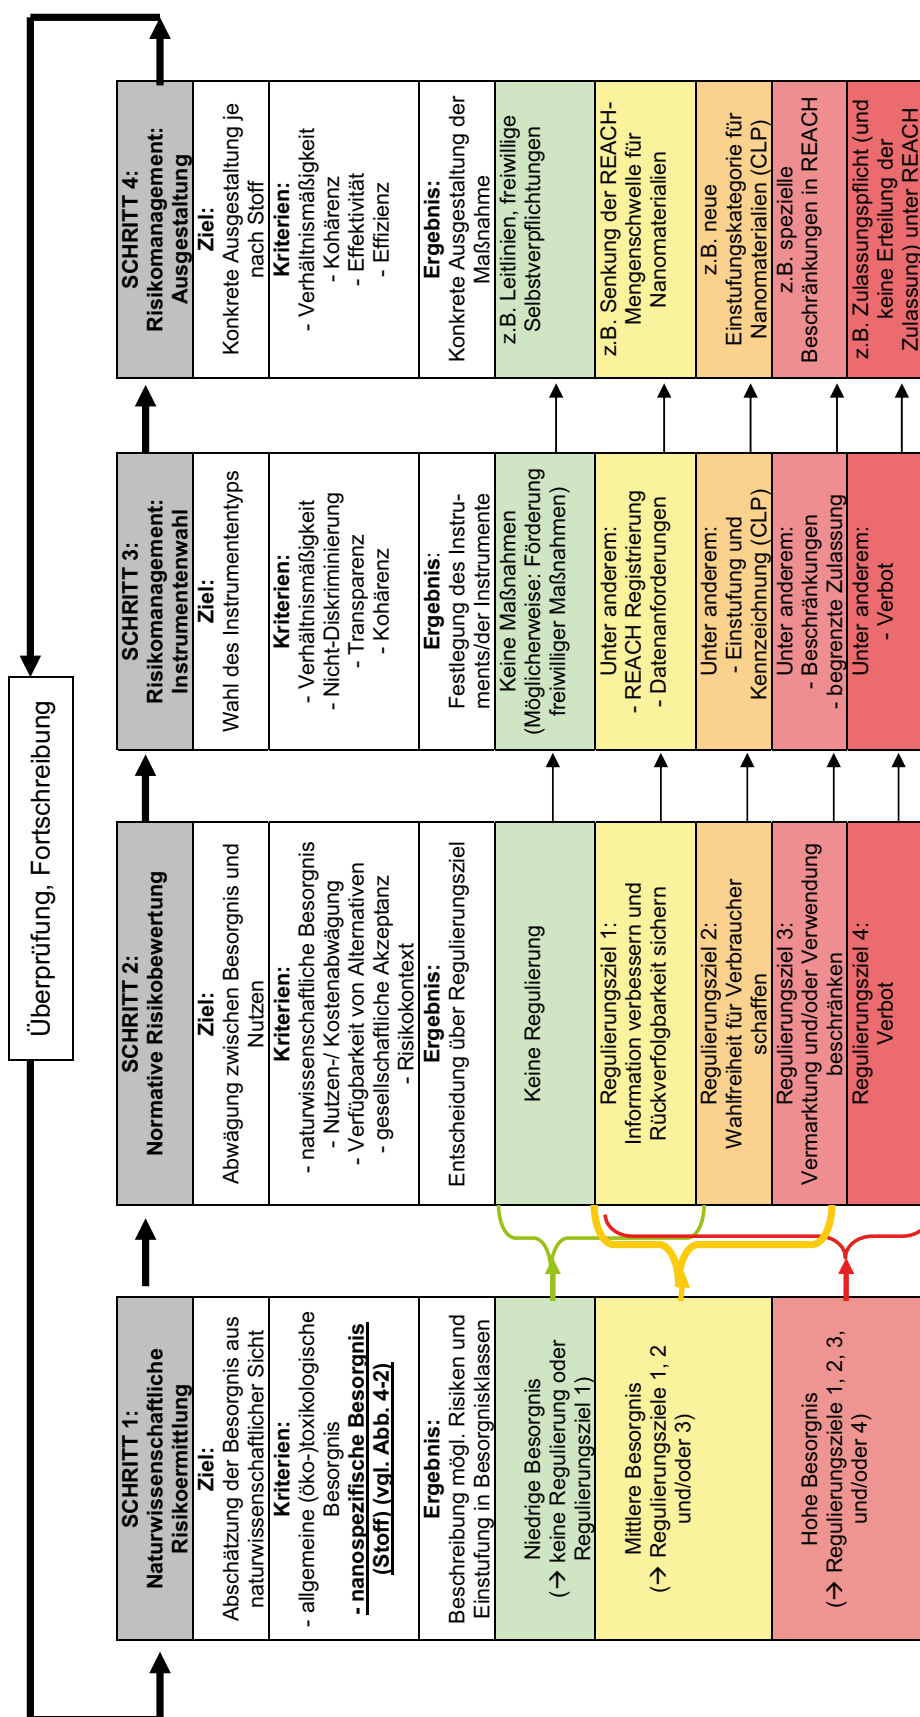 Überprüfung, Fortschreibung
SCHRITT 1:
Naturwissenschaftliche
Risikoermittlung
Ziel:
Abschätzung der Besorgnis aus
naturwissenschaftlicher Sicht
Kriterien:
- allgemeine (öko-)toxikologische
Besorgnis
- nanospezifische Besorgnis
(Stoff) (vgl. Abb. 4-2)
Ergebnis:
Beschreibung mögl. Risiken und
Einstufung in Besorgnisklassen
Niedrige Besorgnis
(→ keine Regulierung oder
Regulierungsziel 1)
Mittlere Besorgnis
(→ Regulierungsziele 1, 2
und/oder 3)
Hohe Besorgnis
(→ Regulierungsziele 1, 2, 3,
und/oder 4)
SCHRITT 2:
Normative Risikobewertung
Ziel:
Abwägung zwischen Besorgnis und
Nutzen
Kriterien:
- naturwissenschaftliche Besorgnis
- Nutzen-/ Kostenabwägung
- Verfügbarkeit von Alternativen
- gesellschaftliche Akzeptanz
- Risikokontext
Ergebnis:
Entscheidung über Regulierungsziel
Keine Regulierung
Regulierungsziel 1:
Information verbessern und
Rückverfolgbarkeit sichern
Regulierungsziel 2:
Wahlfreiheit für Verbraucher
schaffen
Regulierungsziel 3:
Vermarktung und/oder Verwendung
beschränken
Regulierungsziel 4:
Verbot
SCHRITT 3:
Risikomanagement:
Instrumentenwahl
Ziel:
Wahl des Instrumententyps
Kriterien:
- Verhältnismäßigkeit
- Nicht-Diskriminierung
- Transparenz
- Kohärenz
Ergebnis:
Festlegung des Instru-
ments/der Instrumente
Keine Maßnahmen
(Möglicherweise: Förderung
freiwilliger Maßnahmen)
Unter anderem:
- REACH Registrierung
- Datenanforderungen
Unter anderem:
- Einstufung und
Kennzeichnung (CLP)
Unter anderem:
- Beschränkungen
- begrenzte Zulassung
Unter anderem:
- Verbot
SCHRITT 4:
Risikomanagement:
Ausgestaltung
Ziel:
Konkrete Ausgestaltung je
nach Stoff
Kriterien:
- Verhältnismäßigkeit
- Kohärenz
- Effektivität
- Effizienz
Ergebnis:
Konkrete Ausgestaltung der
Maßnahme
z.B. Leitlinien, freiwillige
Selbstverpflichtungen
z.B. Senkung der REACH-
Mengenschwelle für
Nanomaterialien
z.B. neue
Einstufungskategorie für
Nanomaterialien (CLP)
z.B. spezielle
Beschränkungen in REACH
z.B. Zulassungspflicht (und
keine Erteilung der
Zulassung) unter REACH